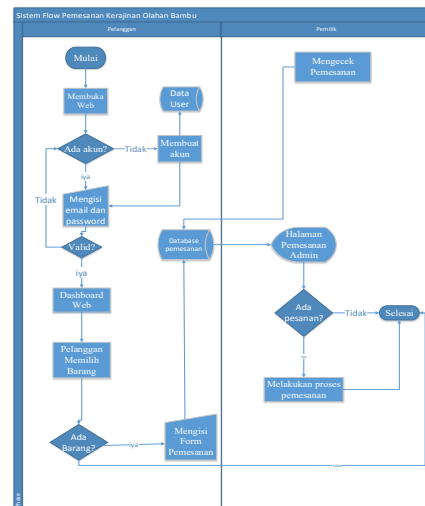 Sistem Flow Pemesanan Kerajinan Olahan Bambu
Pelanggan
Pemilik
Mulai
Membuka
Web
Ada akun?
Tidak
iya
Data
User
Membuat
akun
Mengisi
email dan
password
Tidak
Valid?
iya
Dashboard
Web
Pelanggan
Memilih
Barang
Ada
Barang?
iya
Mengisi
Form
Pemesanan
Database
pemesanan
Mengecek
Pemesanan
Halaman
Pemesanan
Admin
Ada
pesanan?
Tidak
Selesai
Melakukan proses
pemesanan